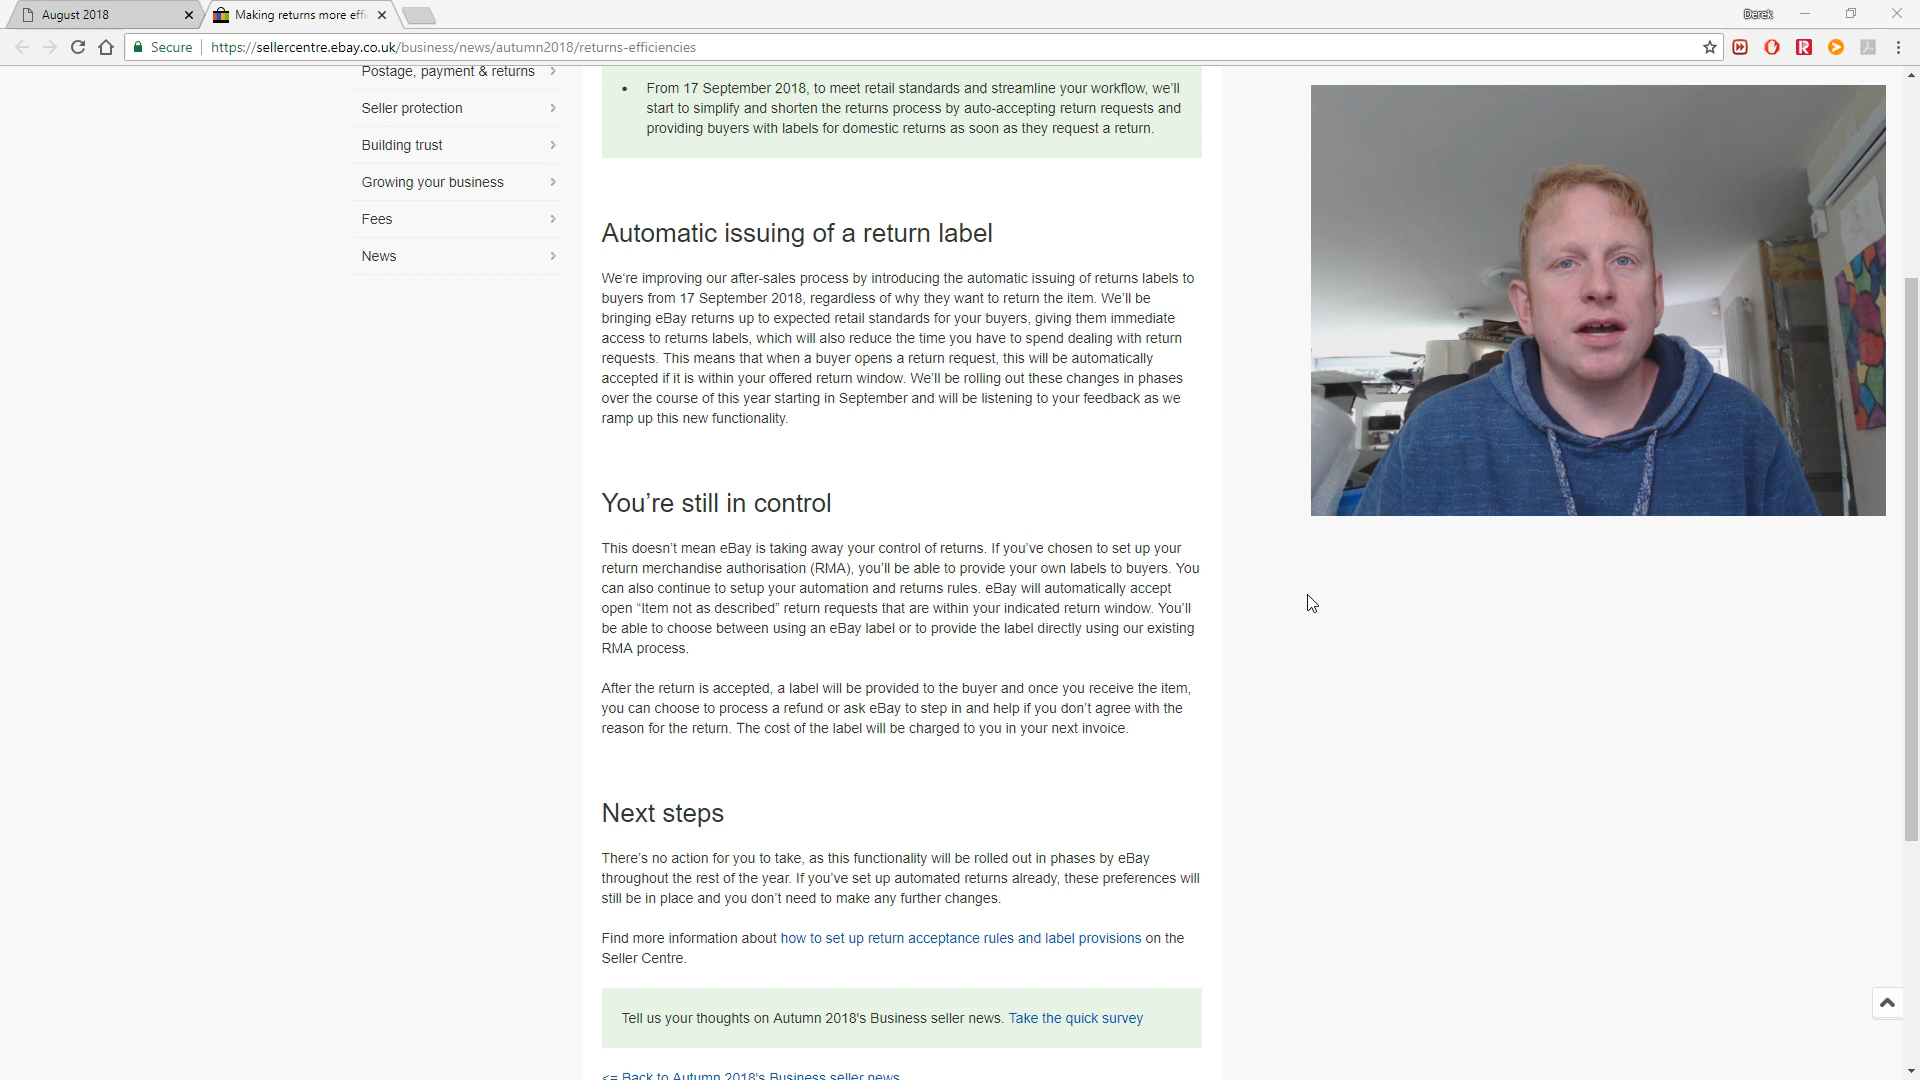 August 2018
Making returns more effi
Derek
Secure
https://sellercentre.ebay.co.uk/business/news/autumn2018/returns-efficiencies
Postage, payment & returns
Seller protection
Building trust
Growing your business
Fees
News
• From 17 September 2018, to meet retail standards and streamline your workflow, we'll
start to simplify and shorten the returns process by auto-accepting return requests and
providing buyers with labels for domestic returns as soon as they request a return.
Automatic issuing of a return label
We're improving our after-sales process by introducing the automatic issuing of returns labels to
buyers from 17 September 2018, regardless of why they want to return the item. We'll be
bringing eBay returns up to expected retail standards for your buyers, giving them immediate
access to returns labels, which will also reduce the time you have to spend dealing with return
requests. This means that when a buyer opens a return request, this will be automatically
accepted if it is within your offered return window. We'll be rolling out these changes in phases
over the course of this year starting in September and will be listening to your feedback as we
ramp up this new functionality.
You're still in control
This doesn't mean eBay is taking away your control of returns. If you've chosen to set up your
return merchandise authorisation (RMA), you'll be able to provide your own labels to buyers. You
can also continue to setup your automation and returns rules. eBay will automatically accept
open "Item not as described" return requests that are within your indicated return window. You'll
be able to choose between using an eBay label or to provide the label directly using our existing
RMA process.
After the return is accepted, a label will be provided to the buyer and once you receive the item,
you can choose to process a refund or ask eBay to step in and help if you don't agree with the
reason for the return. The cost of the label will be charged to you in your next invoice.
Next steps
There's no action for you to take, as this functionality will be rolled out in phases by eBay
throughout the rest of the year. If you've set up automated returns already, these preferences will
still be in place and you don't need to make any further changes.
Find more information about how to set up return acceptance rules and label provisions on the
Seller Centre.
Tell us your thoughts on Autumn 2018's Business seller news. Take the quick survey
<= Back to Autumn 2018's Business seller news